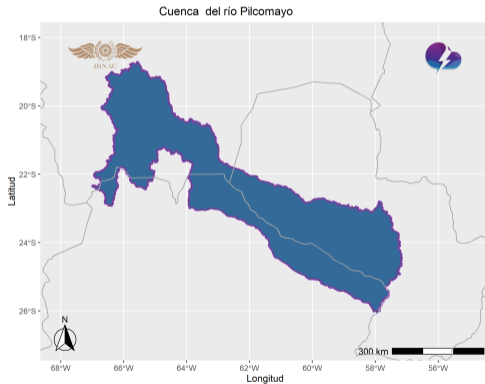 Cuenca  del río Pilcomayo
DINAC
18°S
20°S
22°S
24°S
26°S
Latitud
N
300 km
68°W
66°W
64°W
62°W
60°W
58°W
56°W
Longitud